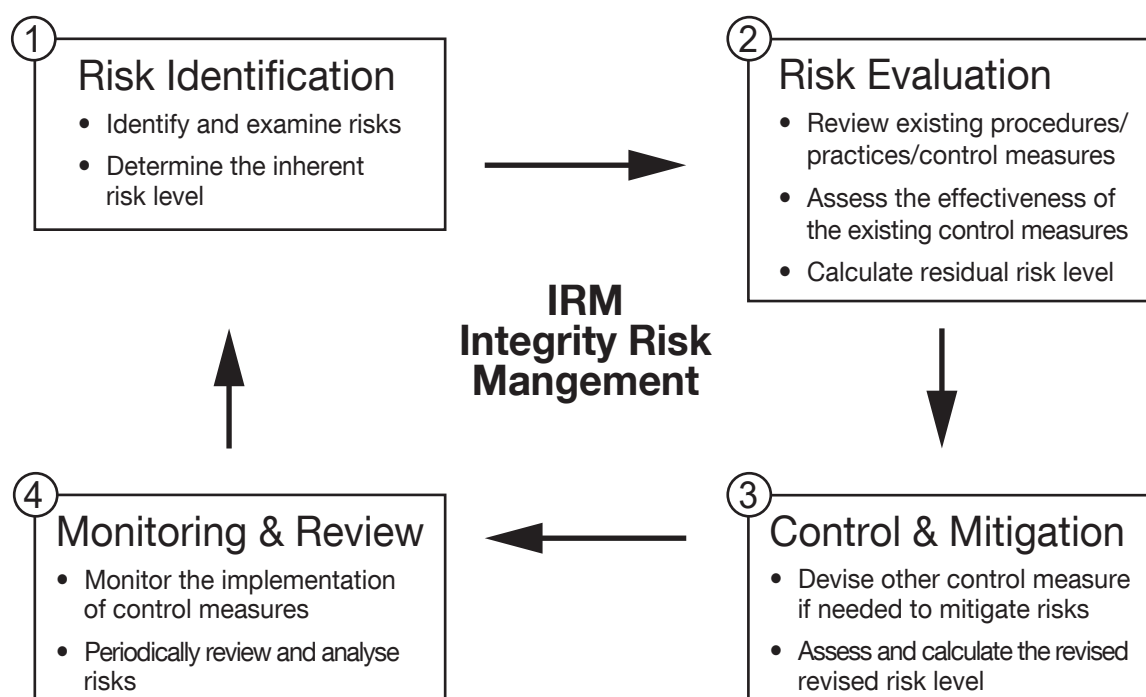 1
Risk Identification
• Identify and examine risks
• Determine the inherent
risk level
2
Risk Evaluation
• Review existing procedures/
practices/control measures
• Assess the effectiveness of
the existing control measures
• Calculate residual risk level
IRM
Integrity Risk
Mangement
4
Monitoring & Review
• Monitor the implementation
of control measures
• Periodically review and analyse
risks
3
Control & Mitigation
• Devise other control measure
if needed to mitigate risks
• Assess and calculate the revised
revised risk level